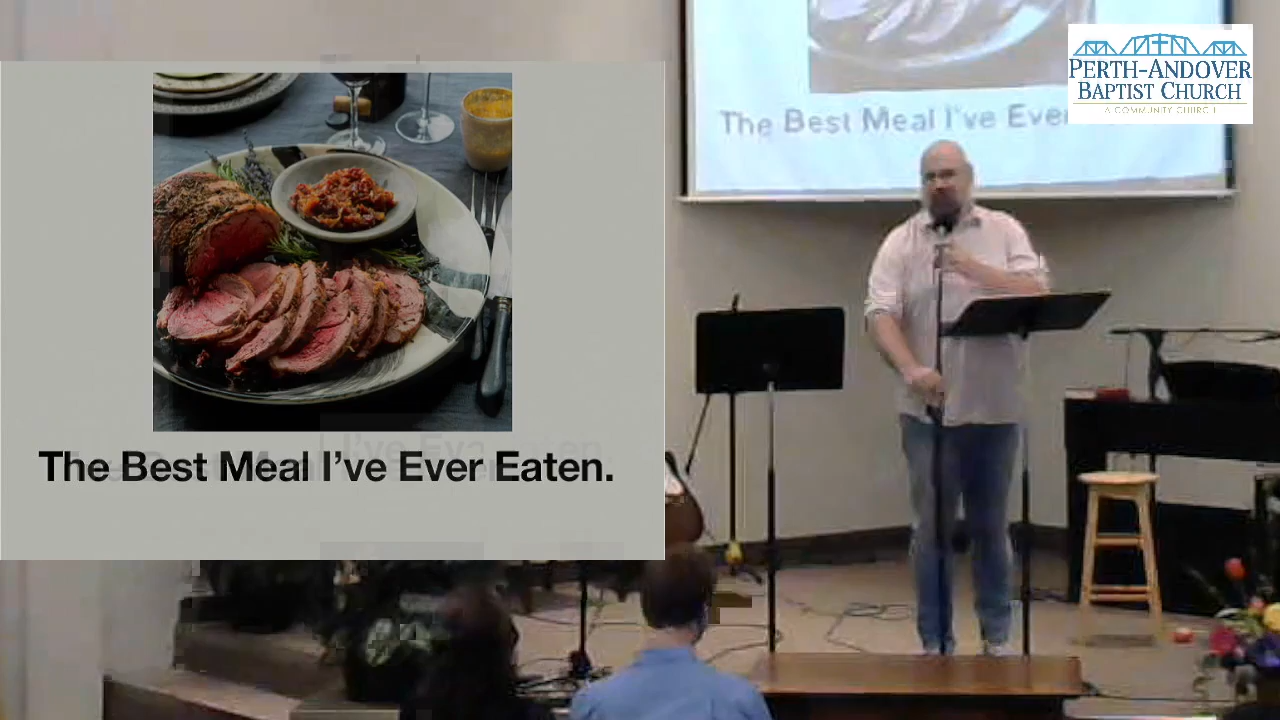 The Best Meal I've Ever Eaten.
The Best Meal I've Ever
PERTH-ANDOVER
BAPTIST CHURCH
A COMMUNITY CHURCH